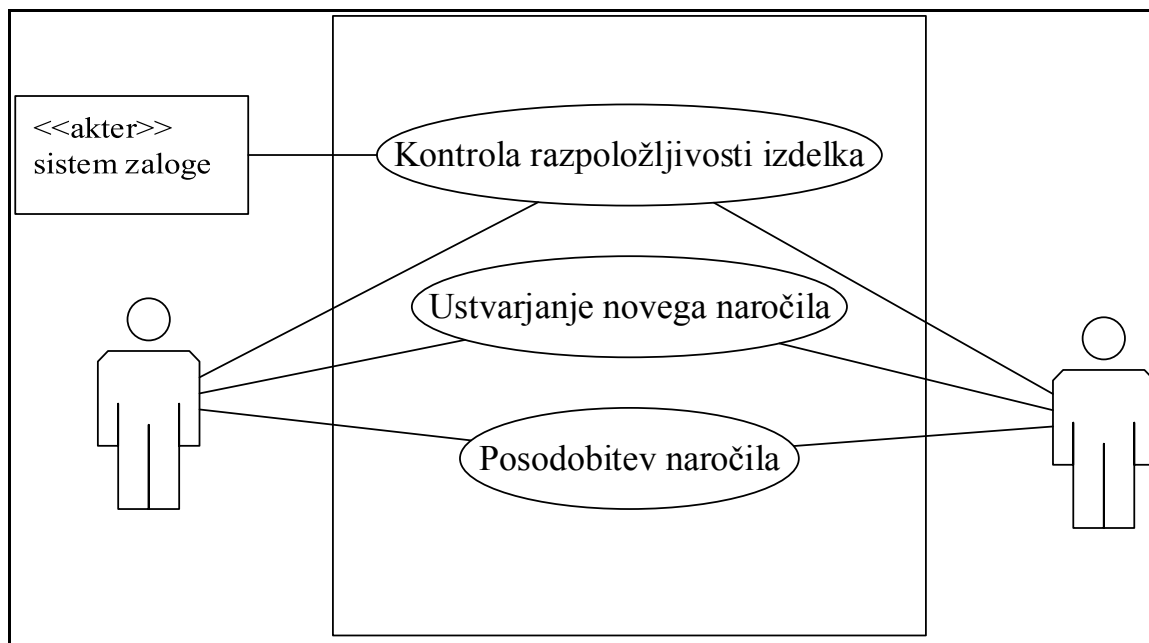 <<akter>>
sistem zaloge
Kontrola razpoložljivosti izdelka
Ustvarjanje novega naročila
Posodobitev naročila